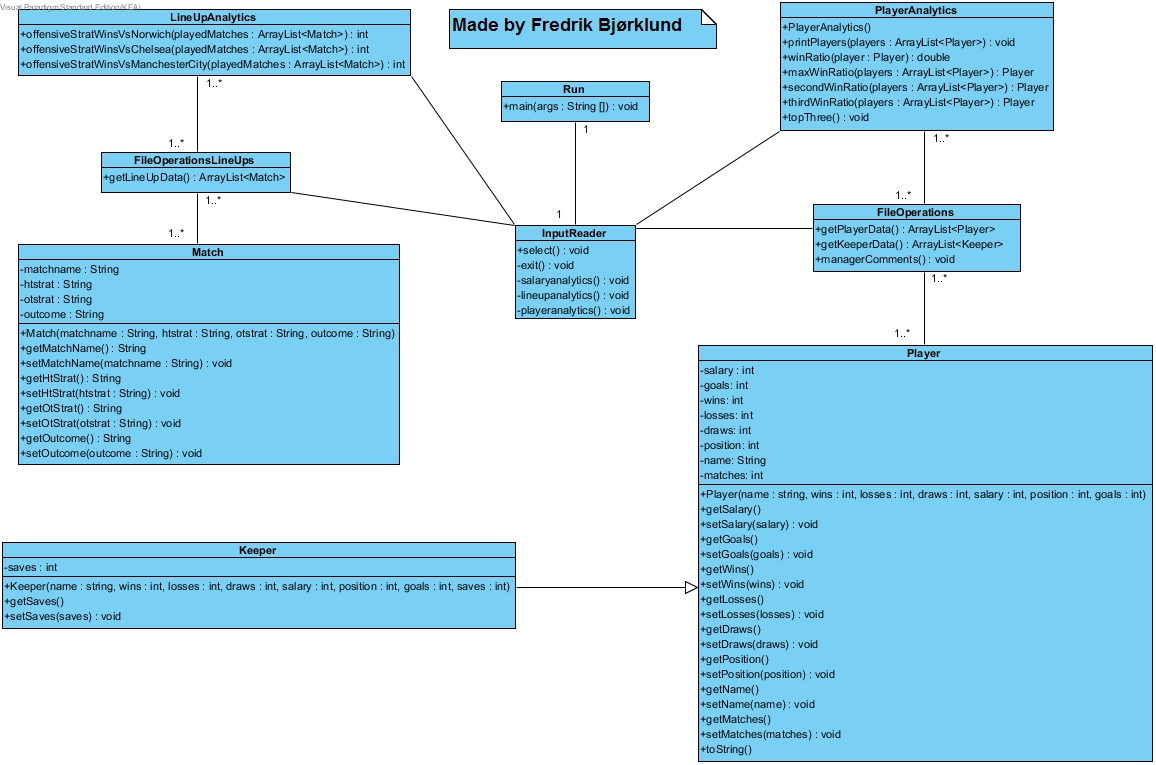 Visual Paradigm Standard Edition(KEA)
LineUpAnalytics
+offensiveStratWinsVsNorwich(playedMatches : ArrayList<Match>) : int
+offensiveStratWinsVsChelsea(playedMatches : ArrayList<Match>) : int
+offensiveStratWinsVsManchesterCity(playedMatches : ArrayList<Match>) : int
1..*
1..*
Made by Fredrik Bjørklund
Run
+main(args : String []) : void
1
1
PlayerAnalytics
+PlayerAnalytics()
+printPlayers(players : ArrayList<Player>) : void
+winRatio(player : Player) : double
+maxWinRatio(players : ArrayList<Player>) : Player
+secondWinRatio(players : ArrayList<Player>) : Player
+thirdWinRatio(players : ArrayList<Player>) : Player
+topThree() : void
1..*
1..*
FileOperationsLineUps
+getLineUpData() : ArrayList<Match>
1..*
1..*
InputReader
+select() : void
-exit() : void
-salaryanalytics() : void
-lineupanalytics() : void
-playeranalytics() : void
FileOperations
+getPlayerData() : ArrayList<Player>
+getKeeperData() : ArrayList<Keeper>
+managerComments() : void
1..*
1..*
Match
-matchname : String
-htstrat : String
-otstrat : String
-outcome : String
+Match(matchname : String, htstrat : String, otstrat : String, outcome : String)
+getMatchName() : String
+setMatchName(matchname : String) : void
+getHtStrat() : String
+setHtStrat(htstrat : String) : void
+getOtStrat() : String
+setOtStrat(otstrat : String) : void
+getOutcome() : String
+setOutcome(outcome : String) : void
Player
-salary : int
-goals: int
-wins: int
-losses: int
-draws: int
-position: int
-name: String
-matches: int
+Player(name : string, wins : int, losses : int, draws : int, salary : int, position : int, goals : int)
+getSalary()
+setSalary(salary) : void
+getGoals()
+setGoals(goals) : void
+getWins()
+setWins(wins) : void
+getLosses()
+setLosses(losses) : void
+getDraws()
+setDraws(draws) : void
+getPosition()
+setPosition(position) : void
+getName()
+setName(name) : void
+getMatches()
+setMatches(matches) : void
+toString()
Keeper
-saves : int
+Keeper(name : string, wins : int, losses : int, draws : int, salary : int, position : int, goals : int, saves : int)
+getSaves()
+setSaves(saves) : void